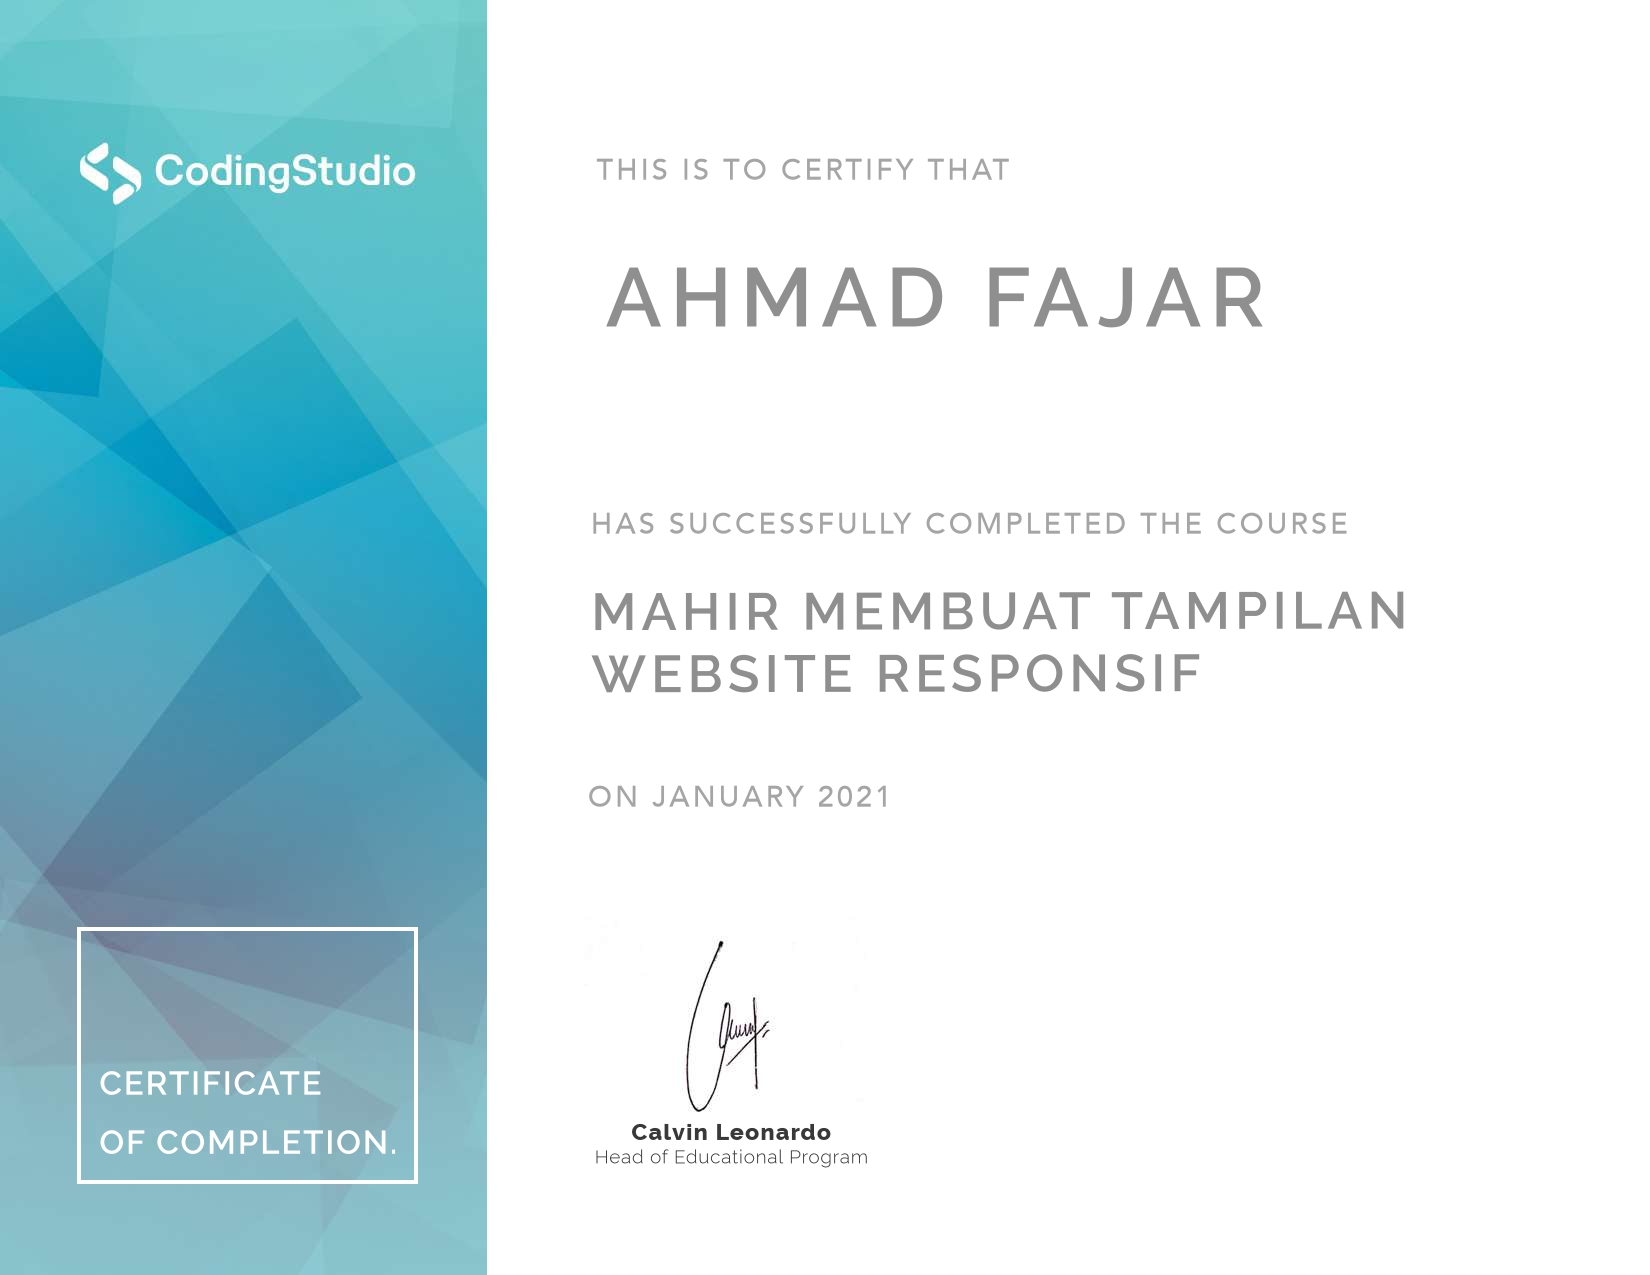 CodingStudio
THIS IS TO CERTIFY THAT
AHMAD FAJAR
HAS SUCCESSFULLY COMPLETED THE COURSE
MAHIR MEMBUAT TAMPILAN
WEBSITE RESPONSIF
ON JANUARY 2021
Calvin Leonardo
Head of Educational Program
CERTIFICATE
OF COMPLETION.